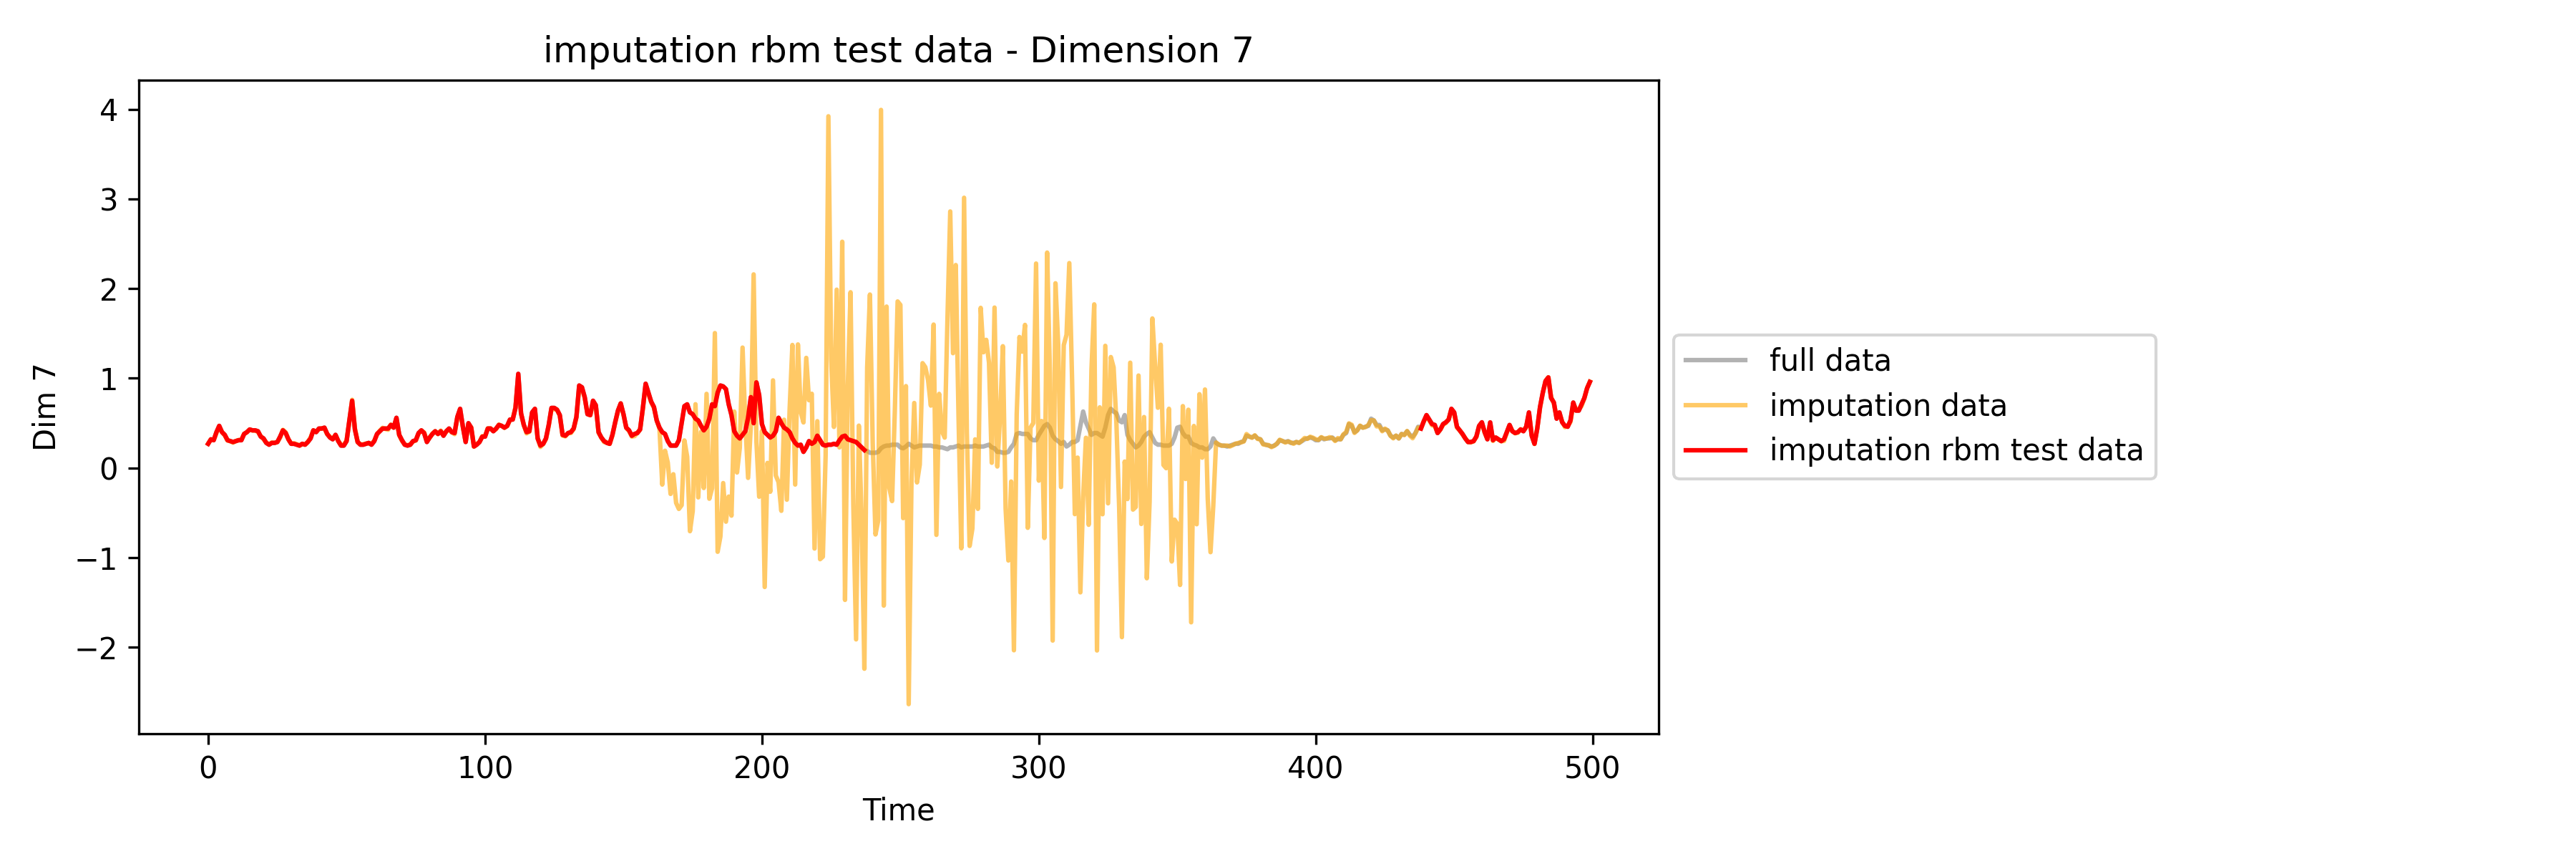 imputation rbm test data - Dimension 7
4
3
2
1
0
−1
−2
Dim 7
0
100
200
300
400
500
Time
full data
imputation data
imputation rbm test data